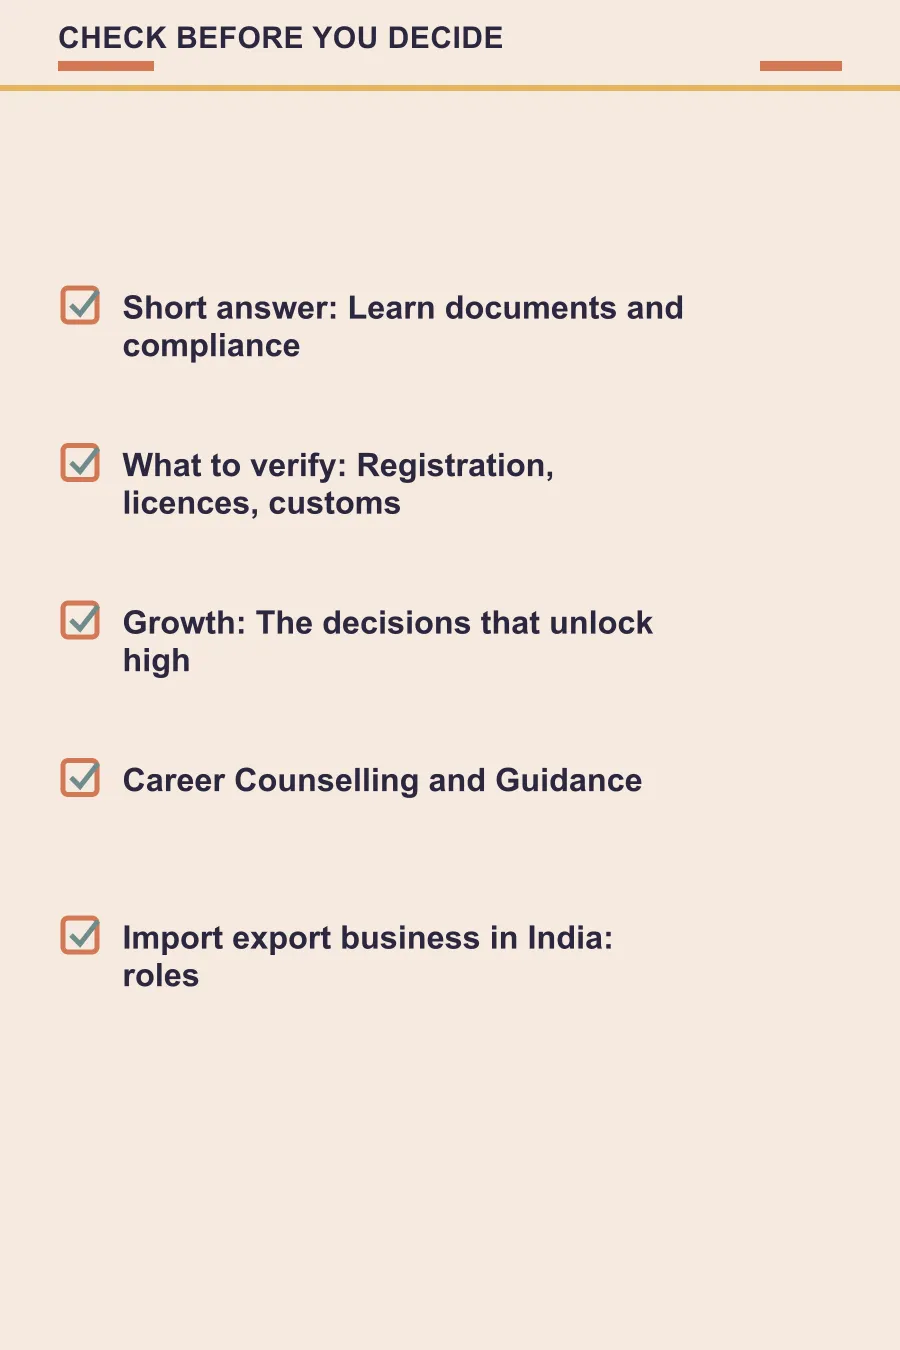 CHECK BEFORE YOU DECIDE
Short answer: Learn documents and
compliance
What to verify: Registration,
licences, customs
Growth: The decisions that unlock
high
Career Counselling and Guidance
Import export business in India:
roles